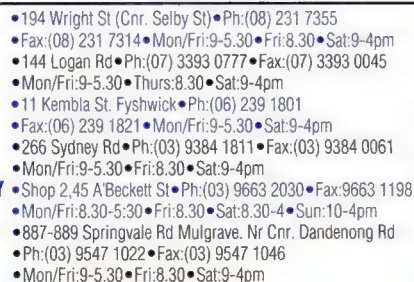 •194 Wright St (Cnr. Selby St)•Ph:(08) 231 7355
•Fax:(08) 231 7314•Mon/Fri:9-5.30•Fri:8.30•Sat:9-4pm
•144 Logan Rd•Ph:(07) 3393 0777•Fax:(07) 3393 0045
•Mon/Fri:9-5.30•Thurs:8.30•Sat:9-4pm
•11 Kembla St. Fyshwick•Ph:(06) 239 1801
•Fax:(06) 239 1821•Mon/Fri:9-5.30•Sat:9-4pm
•266 Sydney Rd•Ph:(03) 9384 1811•Fax:(03) 9384 0061
•Mon/Fri:9-5.30•Fri:8.30•Sat:9-4pm
•Shop 2,45 A'Beckett St•Ph:(03) 9663 2030•Fax:9663 1198
•Mon/Fri:8.30-5:30•Fri:8.30•Sat:8.30-4•Sun:10-4pm
•887-889 Springvale Rd Mulgrave. Nr Cnr. Dandenong Rd
•Ph:(03) 9547 1022•Fax:(03) 9547 1046
•Mon/Fri:9-5.30•Fri:8.30•Sat:9-4pm